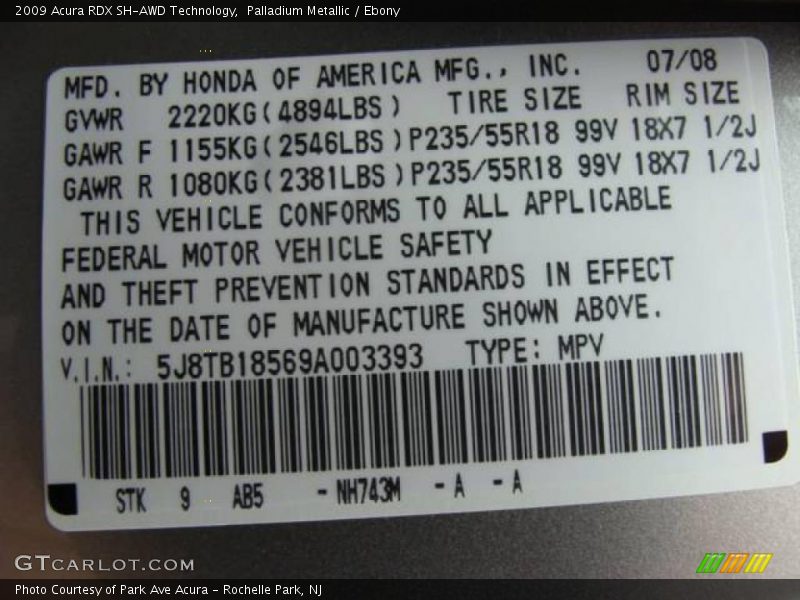 2009 Acura RDX SH-AWD Technology,  Palladium Metallic / Ebony
MFD. BY HONDA OF AMERICA MFG., INC. 07/08
GVWR 2220KG(4894LBS) TIRE SIZE RIM SIZE
GAWR F 1155KG(2546LBS)P235/55R18 99V 18X7 1/2J
GAWR R 1080KG(2381LBS)P235/55R18 99V 18X7 1/2J
THIS VEHICLE CONFORMS TO ALL APPLICABLE
FEDERAL MOTOR VEHICLE SAFETY
AND THEFT PREVENTION STANDARDS IN EFFECT
ON THE DATE OF MANUFACTURE SHOWN ABOVE.
V.I.N.: 5J8TB18569A003393 TYPE: MPV
STK 9 AB5 -NH743M -A -A
GTCARLOT.COM
Photo Courtesy of Park Ave Acura - Rochelle Park, NJ